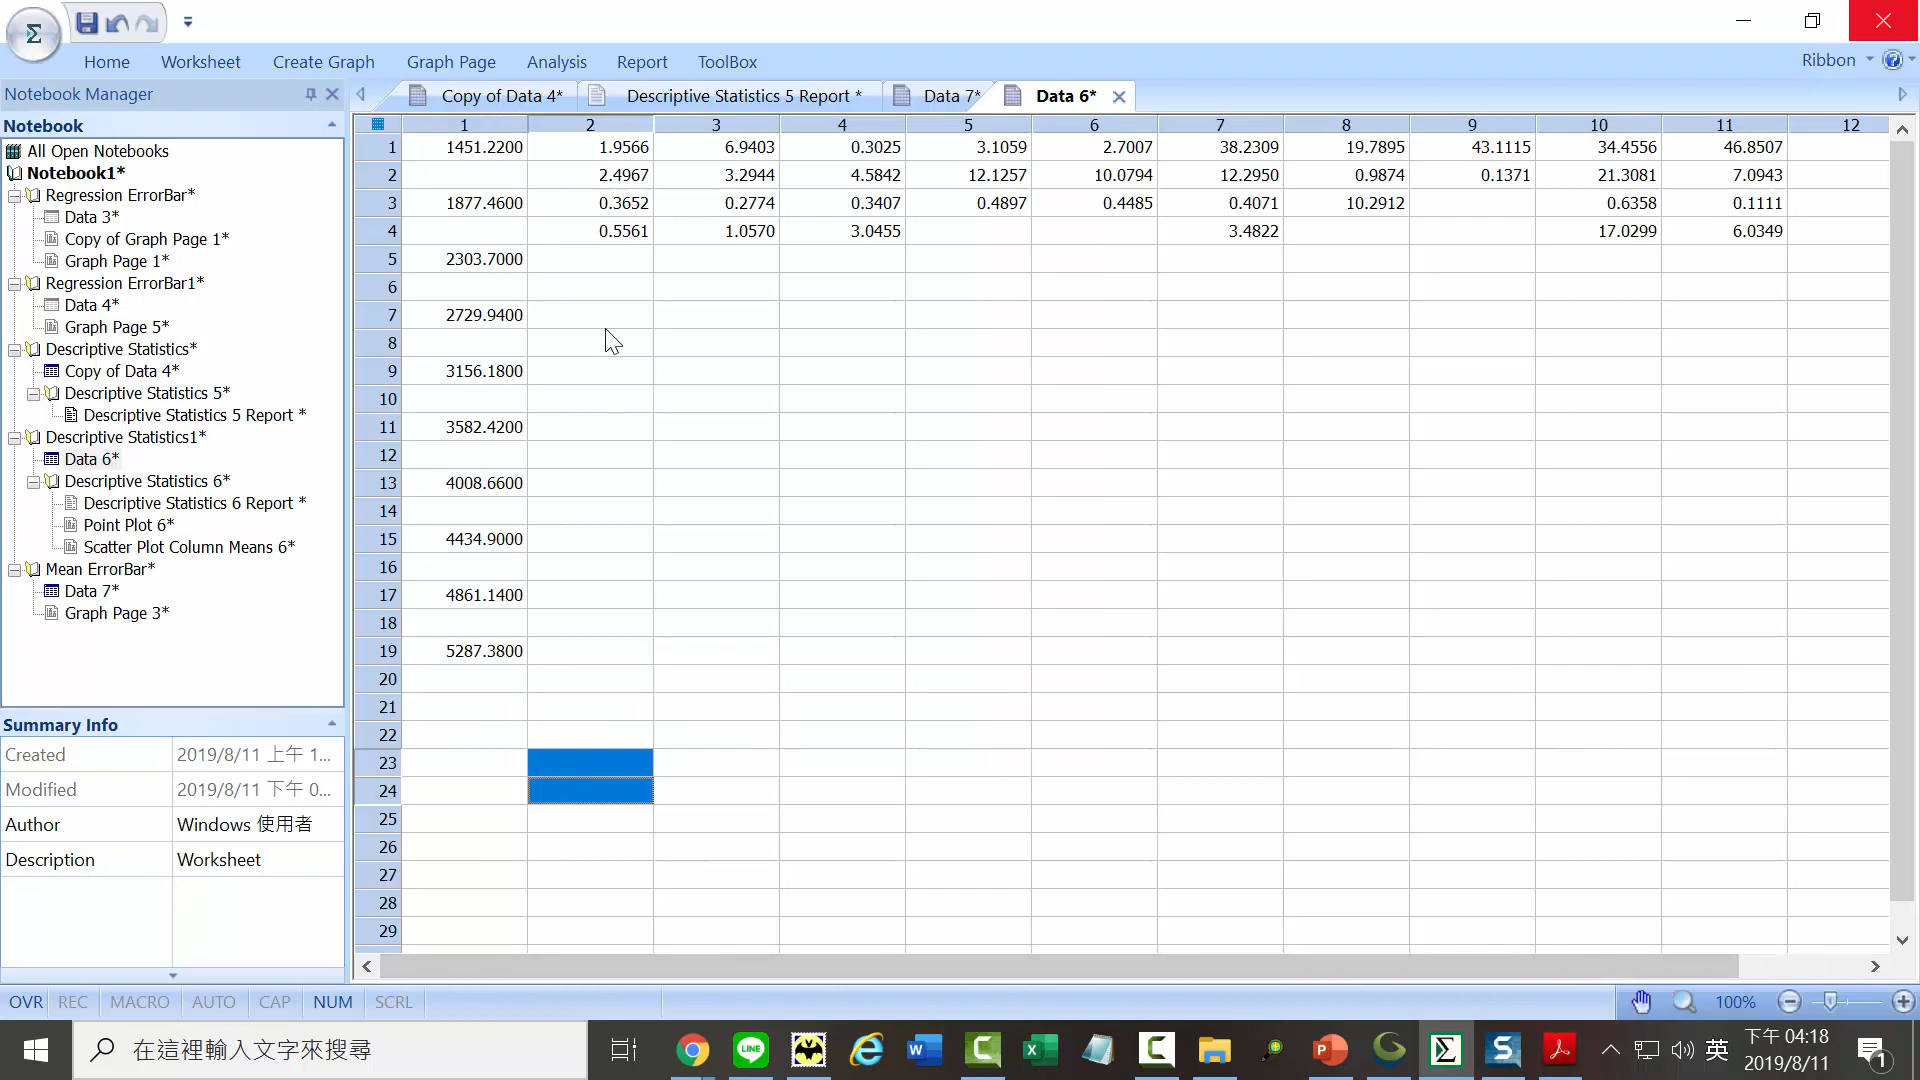 Home Worksheet Create Graph Graph Page Analysis Report ToolBox Ribbon
Notebook Manager
Copy of Data 4* Descriptive Statistics 5 Report * Data 7* Data 6*
Notebook
All Open Notebooks
Notebook1*
Regression ErrorBar*
Data 3*
Copy of Graph Page 1*
Graph Page 1*
Regression ErrorBar1*
Data 4*
Graph Page 5*
Descriptive Statistics*
Copy of Data 4*
Descriptive Statistics 5*
Descriptive Statistics 5 Report *
Descriptive Statistics1*
Data 6*
Descriptive Statistics 6*
Descriptive Statistics 6 Report *
Point Plot 6*
Scatter Plot Column Means 6*
Mean ErrorBar*
Data 7*
Graph Page 3*
Summary Info
Created 2019/8/11 上午 1...
Modified 2019/8/11 下午 0...
Author Windows 使用者
Description Worksheet
1 2 3 4 5 6 7 8 9 10 11 12
1 1451.2200 1.9566 6.9403 0.3025 3.1059 2.7007 38.2309 19.7895 43.1115 34.4556 46.8507
2 2.4967 3.2944 4.5842 12.1257 10.0794 12.2950 0.9874 0.1371 21.3081 7.0943
3 1877.4600 0.3652 0.2774 0.3407 0.4897 0.4485 0.4071 10.2912 0.6358 0.1111
4 0.5561 1.0570 3.0455 3.4822 17.0299 6.0349
5 2303.7000
6
7 2729.9400
8
9 3156.1800
10
11 3582.4200
12
13 4008.6600
14
15 4434.9000
16
17 4861.1400
18
19 5287.3800
20
21
22
23
24
25
26
27
28
29
OVR REC MACRO AUTO CAP NUM SCRL 100%
在這裡輸入文字來搜尋
英 下午 04:18
2019/8/11
1